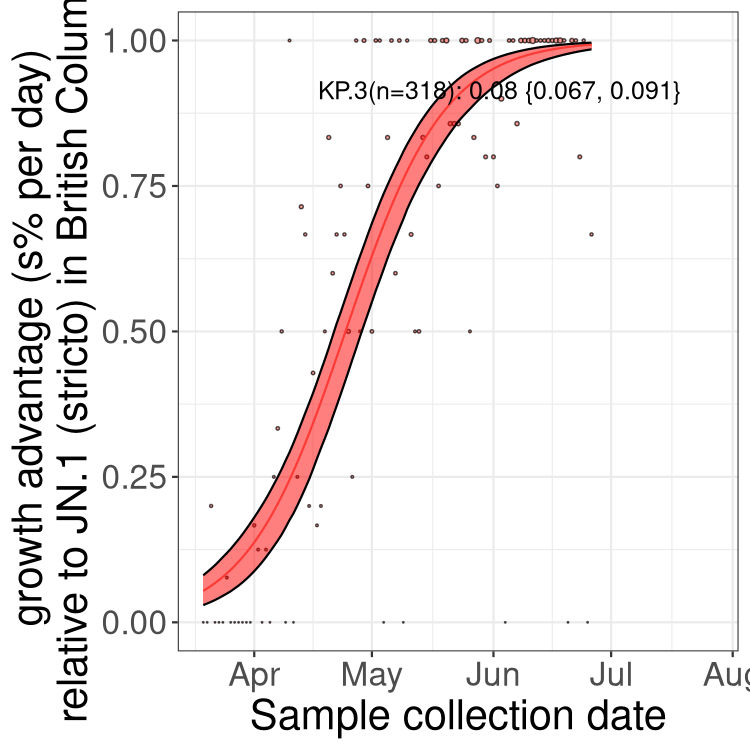 growth advantage (s% per day)
relative to JN.1 (stricto) in British Colum
1.00
0.75
0.50
0.25
0.00
KP.3(n=318): 0.08 {0.067, 0.091}
Apr May Jun Jul Aug
Sample collection date